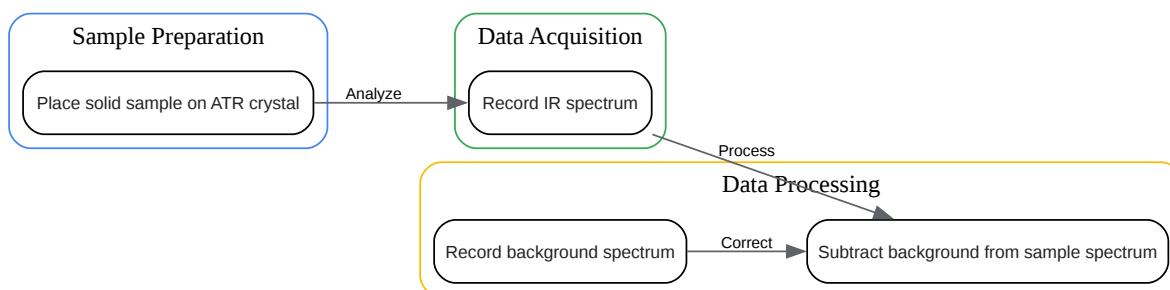 Sample Preparation
Data Acquisition
Place solid sample on ATR crystal
Analyze
Record IR spectrum
Process
Data Processing
Record background spectrum
Correct
Subtract background from sample spectrum